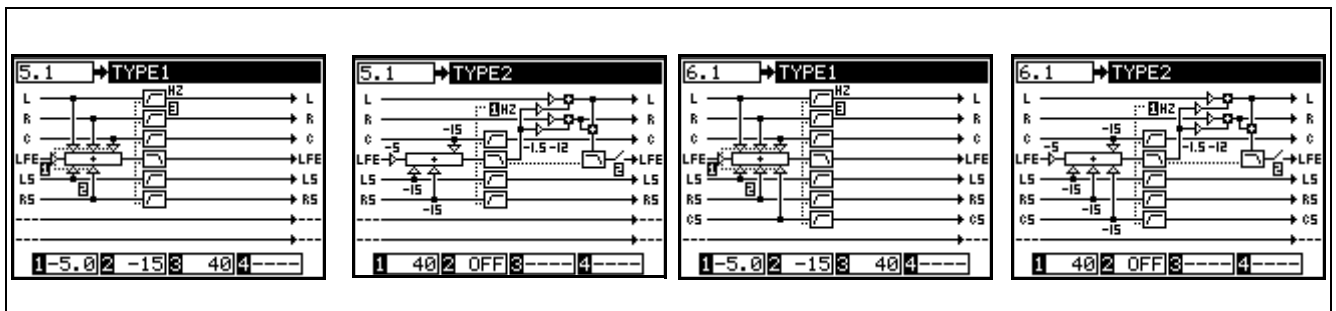 5.1 TYPE1
HZ
L L
3
R R
C C
LFE + LFE
1
LS LS
2
RS RS
---- ----
---- ----
1 -5.0 2 -15 3 40 4 ----
5.1 TYPE2
L L
1 HZ
R R
-15
C C
-5 -1.5 -12
LFE + LFE
2
LS LS
-15
RS RS
-15
---- ----
---- ----
1 40 2 OFF 3 ---- 4 ----
6.1 TYPE1
HZ
L L
3
R R
C C
LFE + LFE
1
LS LS
2
RS RS
CS CS
---- ----
1 -5.0 2 -15 3 40 4 ----
6.1 TYPE2
L L
1 HZ
R R
-15
C C
-5 -1.5 -12
LFE + LFE
2
LS LS
-15
RS RS
-15
CS CS
-15
---- ----
1 40 2 OFF 3 ---- 4 ----